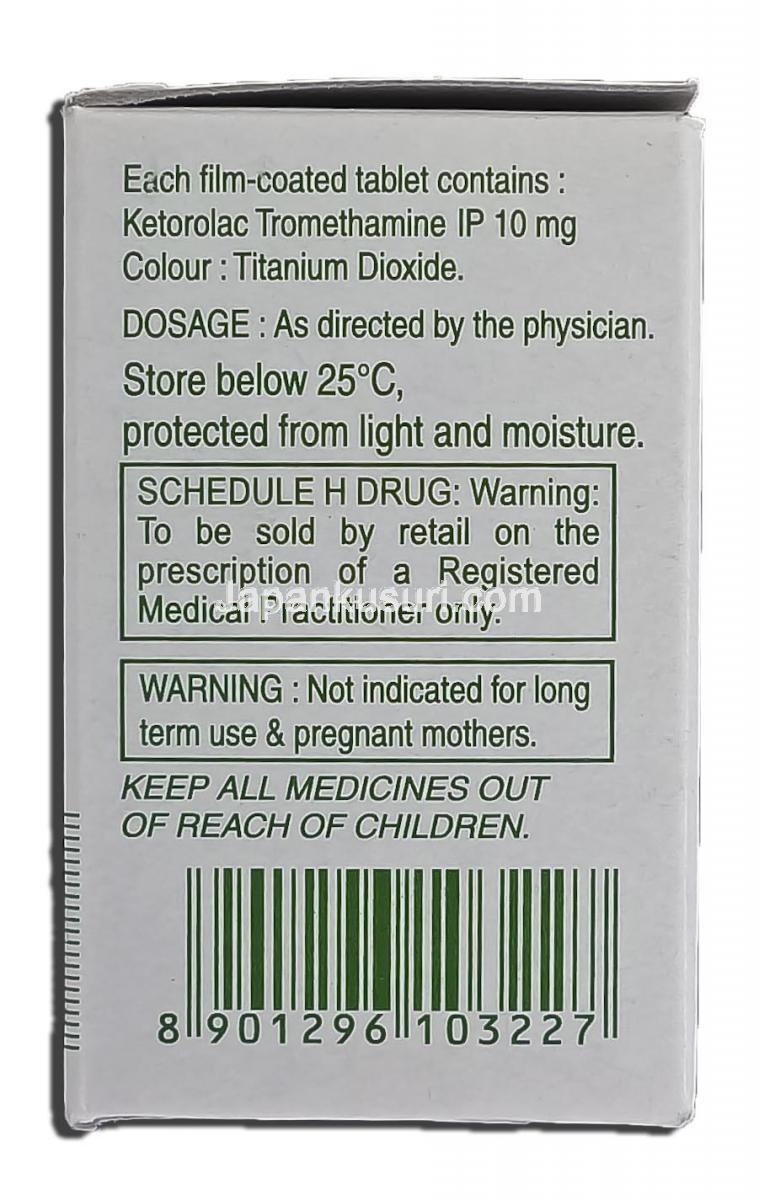 Each film-coated tablet contains :
Ketorolac Tromethamine IP 10 mg
Colour : Titanium Dioxide.
DOSAGE : As directed by the physician.
Store below 25°C,
protected from light and moisture.
SCHEDULE H DRUG: Warning:
To be sold by retail on the
prescription of a Registered
Medical Practitioner only.
Japankusuri.com
WARNING : Not indicated for long
term use & pregnant mothers.
KEEP ALL MEDICINES OUT
OF REACH OF CHILDREN.
8 901296 103227